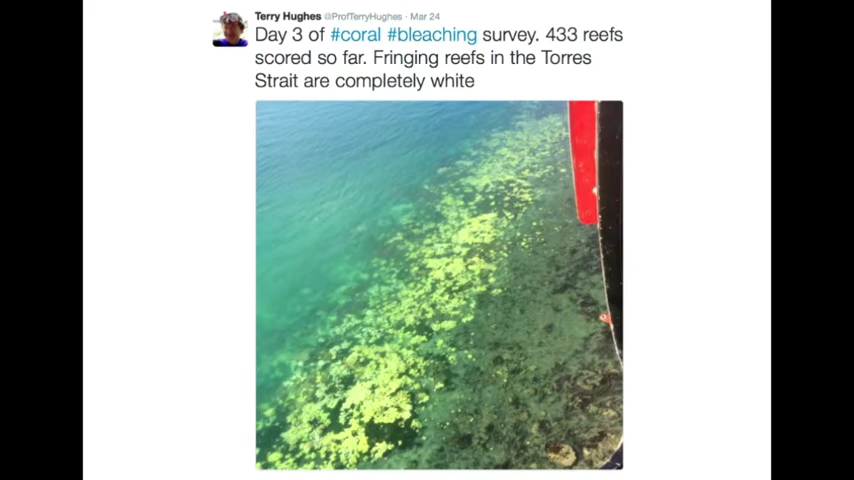 Terry Hughes @ProfTerryHughes · Mar 24
Day 3 of #coral #bleaching survey. 433 reefs
scored so far. Fringing reefs in the Torres
Strait are completely white